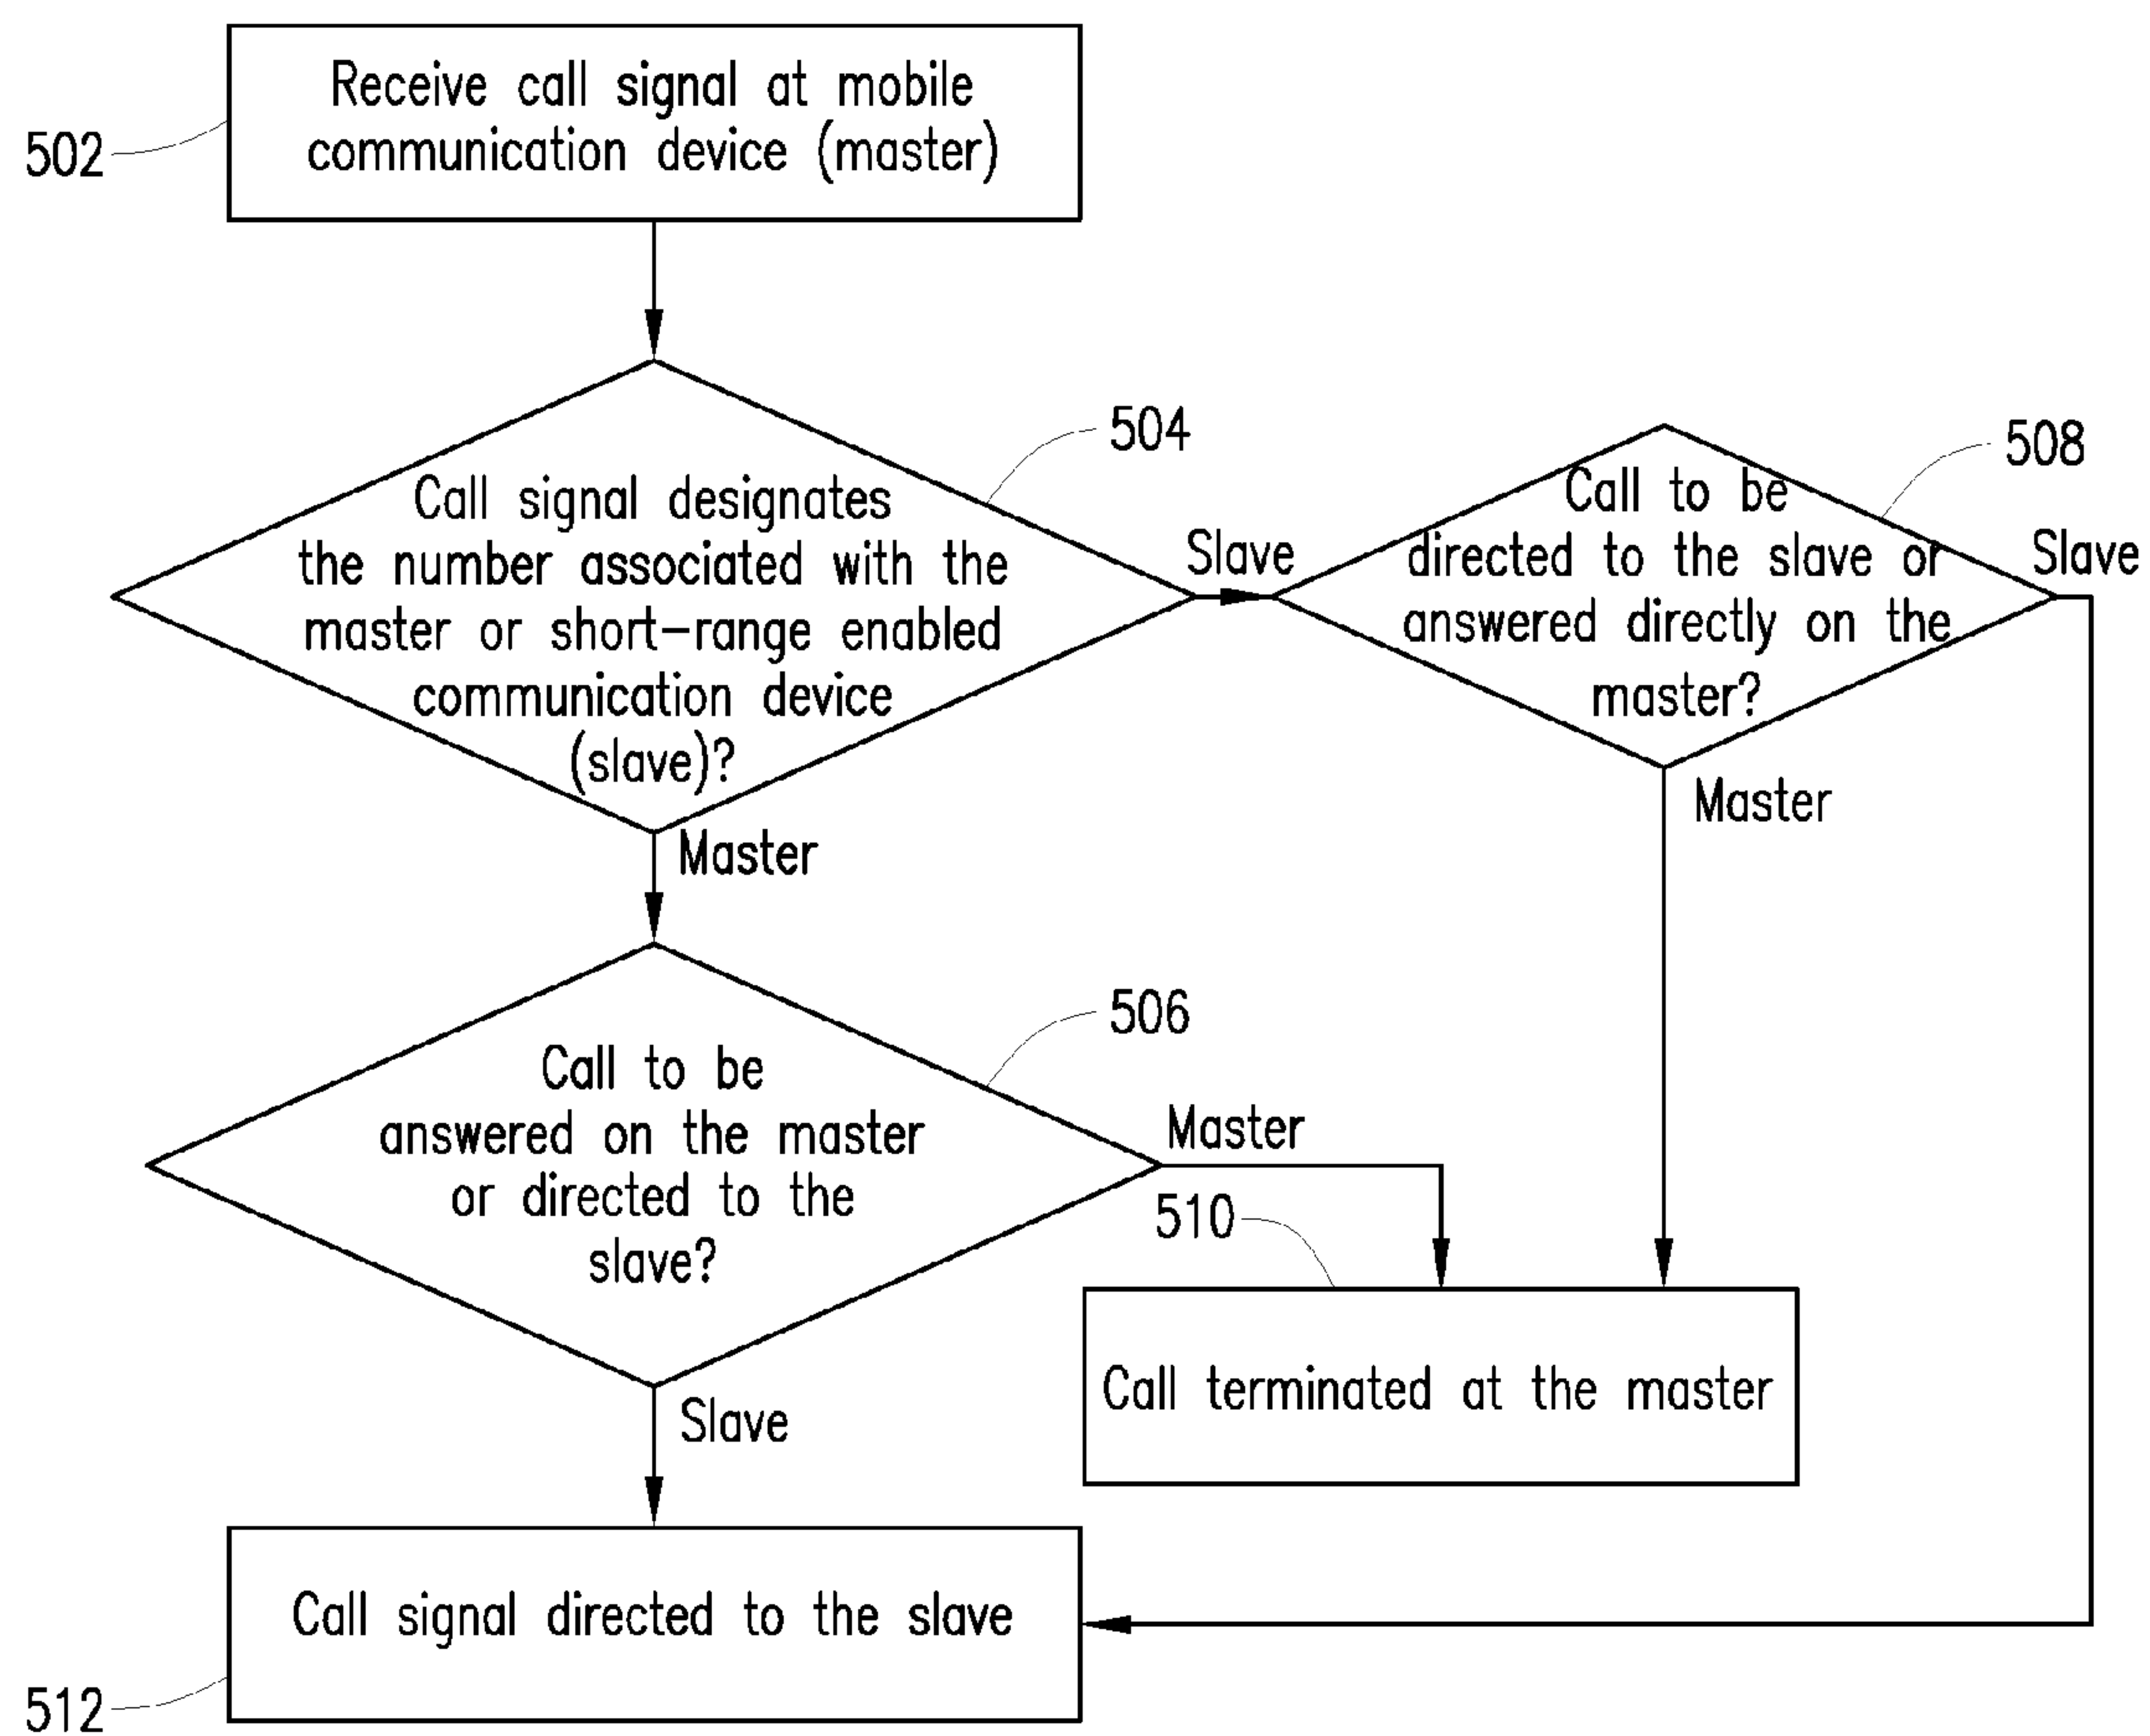 Receive call signal at mobile
communication device (master)
502
504
Call signal designates
the number associated with the
master or short-range enabled
communication device
(slave)?
Slave
508
Call to be
directed to the slave or
answered directly on the
master?
Slave
Master
Master
506
Call to be
answered on the master
or directed to the
slave?
Master
510
Call terminated at the master
Slave
Call signal directed to the slave
512